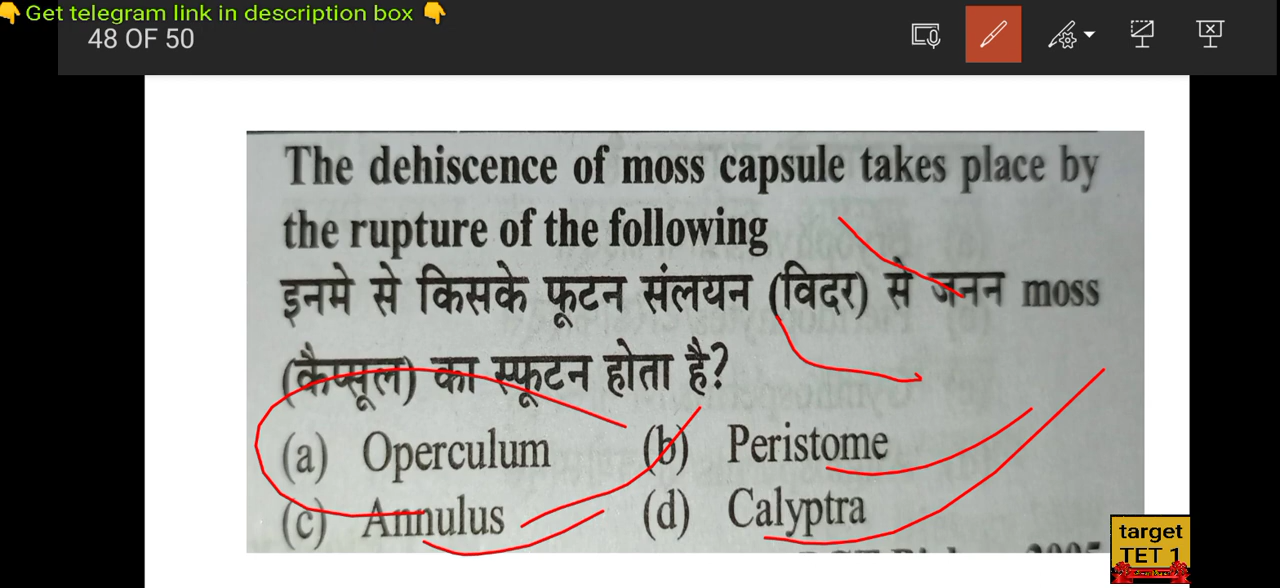 👇 Get telegram link in description box 👇
48 OF 50
The dehiscence of moss capsule takes place by
the rupture of the following
इनमे से किसके फूटन संलयन (विदर) से जनन moss
(कैप्सूल) का स्फूटन होता है?
(a) Operculum (b) Peristome
(c) Annulus (d) Calyptra
target
TET 1